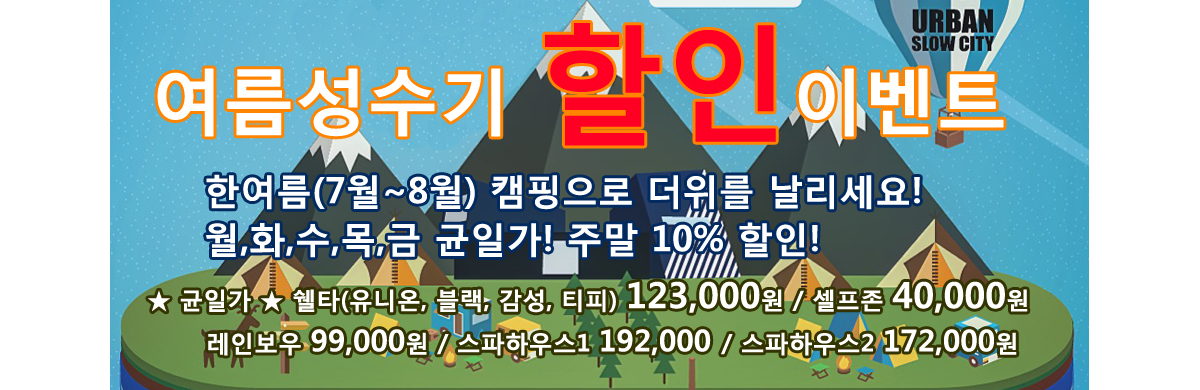 URBAN
SLOW CITY
여름성수기 할인 이벤트
한여름(7월~8월) 캠핑으로 더위를 날리세요!
월,화,수,목,금 균일가! 주말 10% 할인!
★ 균일가 ★ 쉘타(유니온, 블랙, 감성, 티피) 123,000원 / 셀프존 40,000원
레인보우 99,000원 / 스파하우스1 192,000 / 스파하우스2 172,000원